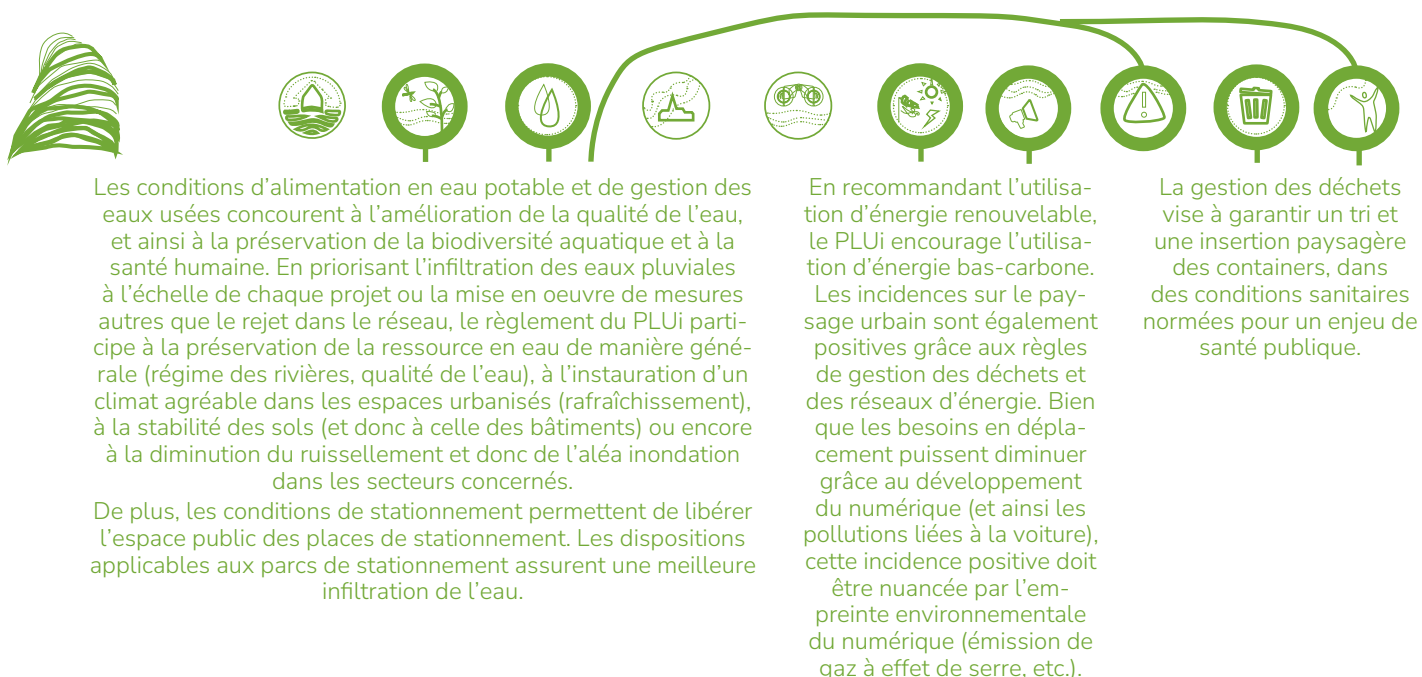 Les conditions d’alimentation en eau potable et de gestion des
eaux usées concourent à l’amélioration de la qualité de l’eau,
et ainsi à la préservation de la biodiversité aquatique et à la
santé humaine. En priorisant l’infiltration des eaux pluviales
à l’échelle de chaque projet ou la mise en oeuvre de mesures
autres que le rejet dans le réseau, le règlement du PLUi parti-
cipe à la préservation de la ressource en eau de manière géné-
rale (régime des rivières, qualité de l’eau), à l’instauration d’un
climat agréable dans les espaces urbanisés (rafraîchissement),
à la stabilité des sols (et donc à celle des bâtiments) ou encore
à la diminution du ruissellement et donc de l’aléa inondation
dans les secteurs concernés.
De plus, les conditions de stationnement permettent de libérer
l’espace public des places de stationnement. Les dispositions
applicables aux parcs de stationnement assurent une meilleure
infiltration de l’eau.
En recommandant l’utilisa-
tion d’énergie renouvelable,
le PLUi encourage l’utilisa-
tion d’énergie bas-carbone.
Les incidences sur le pay-
sage urbain sont également
positives grâce aux règles
de gestion des déchets et
des réseaux d’énergie. Bien
que les besoins en dépla-
cement puissent diminuer
grâce au développement
du numérique (et ainsi les
pollutions liées à la voiture),
cette incidence positive doit
être nuancée par l’em-
preinte environnementale
du numérique (émission de
gaz à effet de serre, etc.).
La gestion des déchets
vise à garantir un tri et
une insertion paysagère
des containers, dans
des conditions sanitaires
normées pour un enjeu de
santé publique.